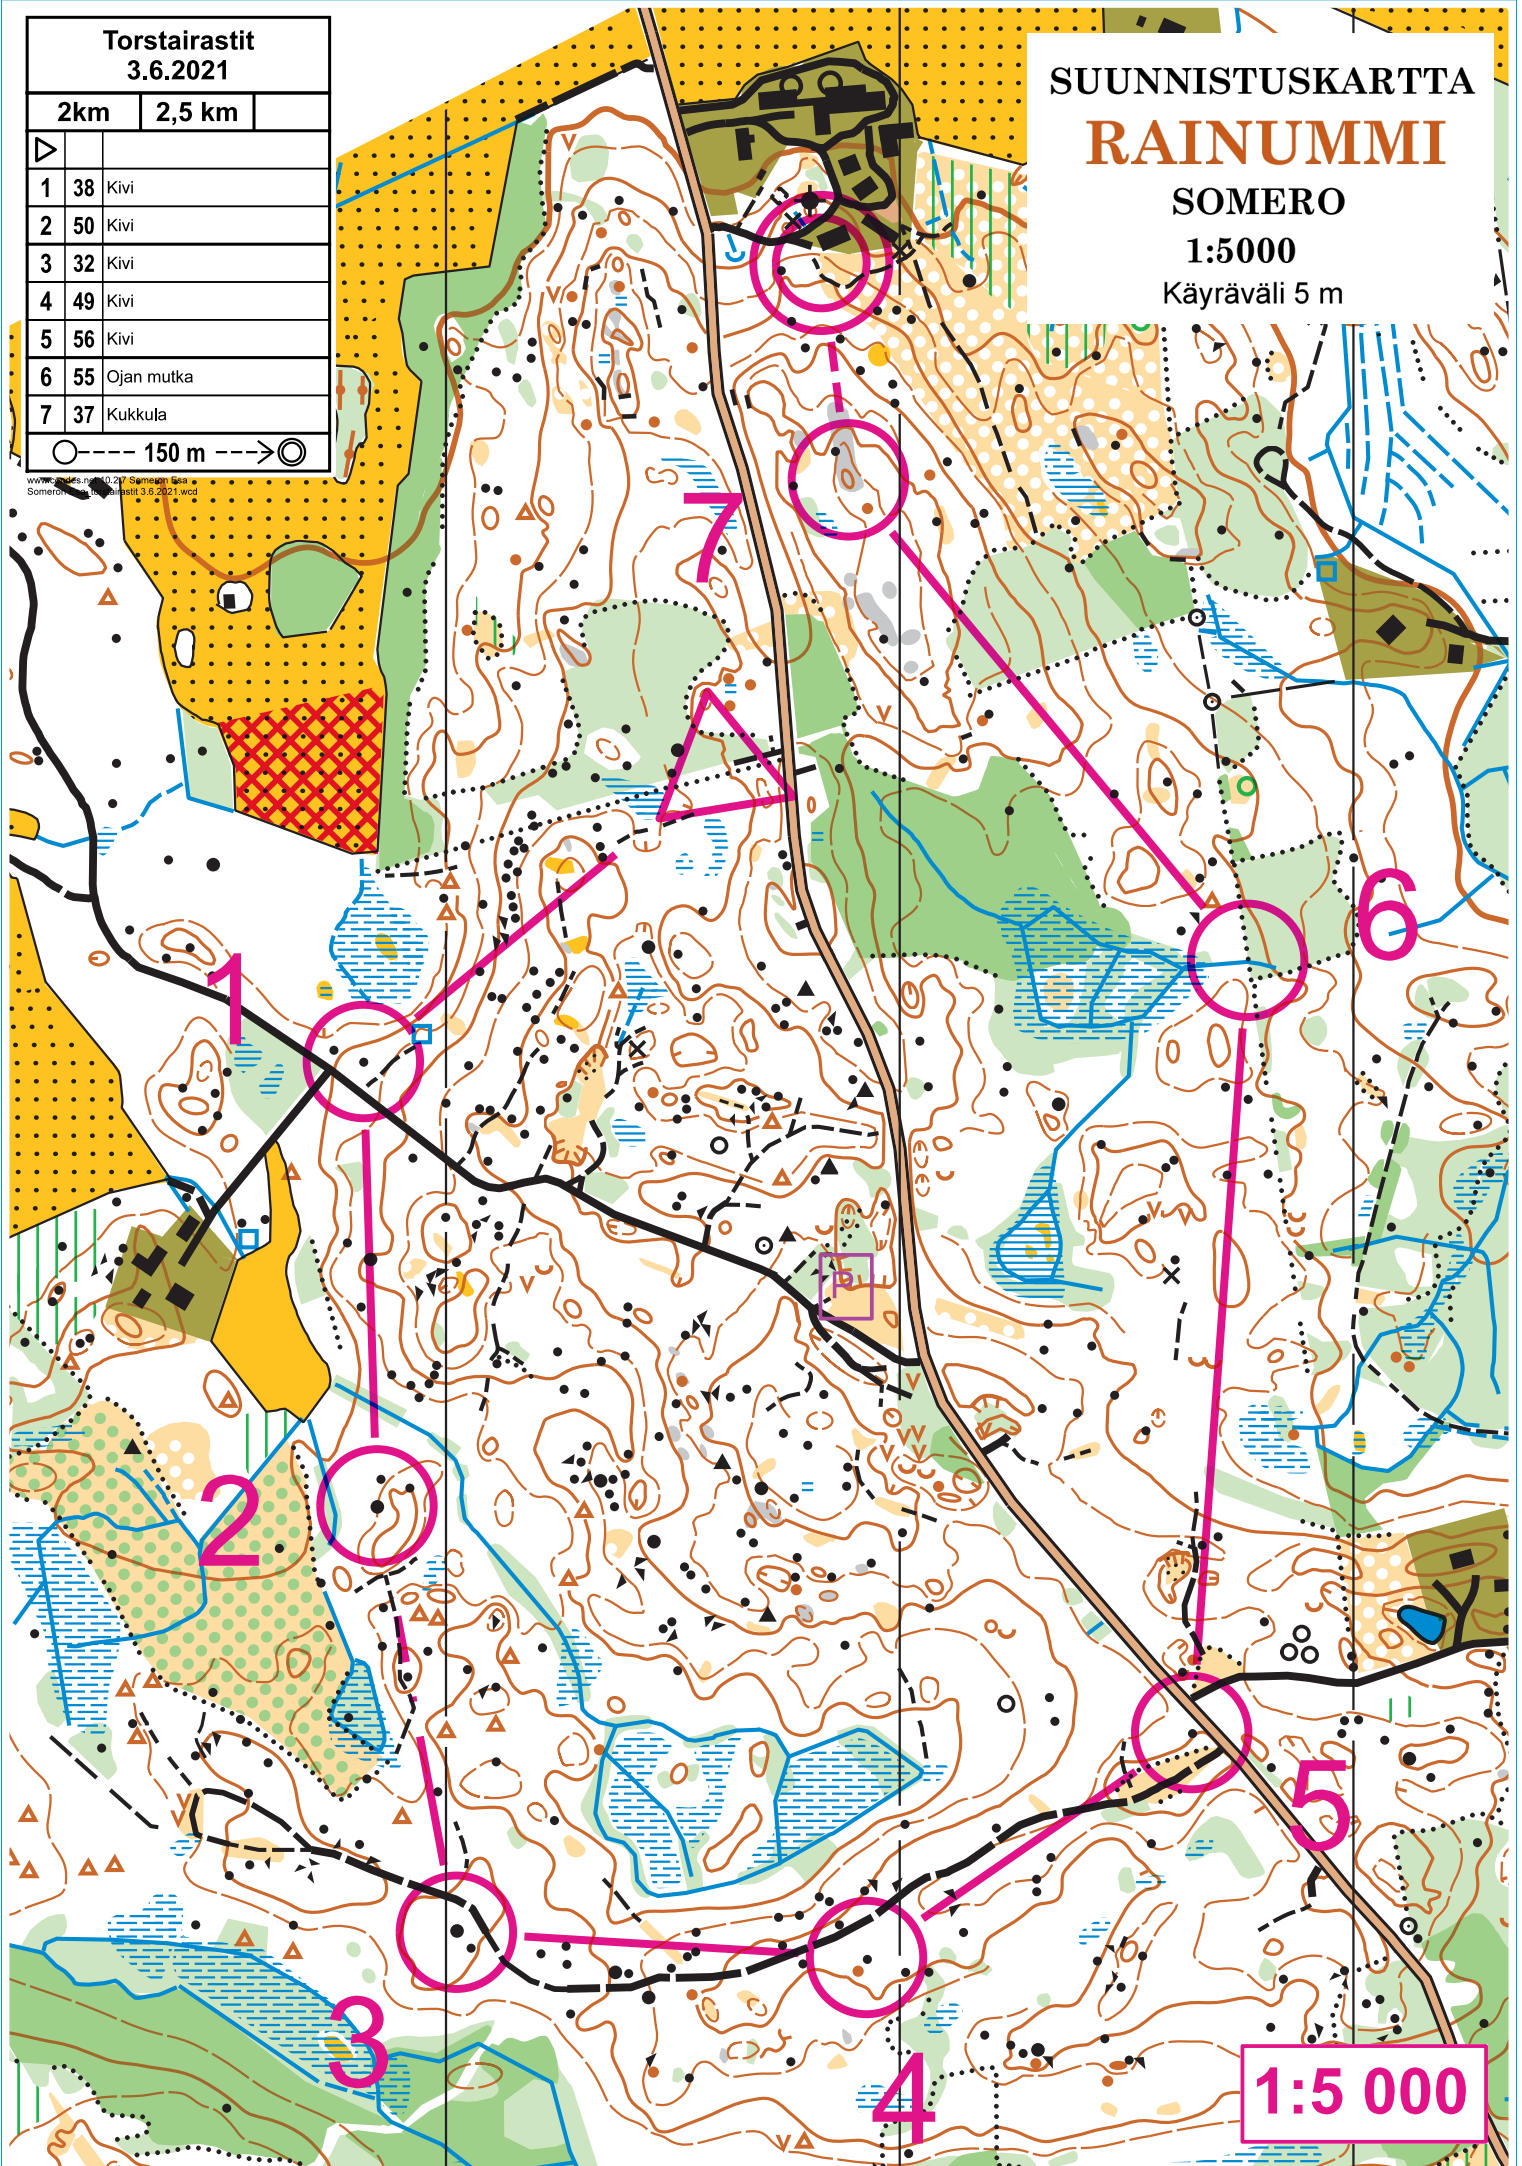 Torstairastit
3.6.2021
2km 2,5 km
1 38 Kivi
2 50 Kivi
3 32 Kivi
4 49 Kivi
5 56 Kivi
6 55 Ojan mutka
7 37 Kukkula
150 m
SUUNNISTUSKARTTA
RAINUMMI
SOMERO
1:5000
Käyräväli 5 m
7
6
1
P
2
5
3
4
1:5 000